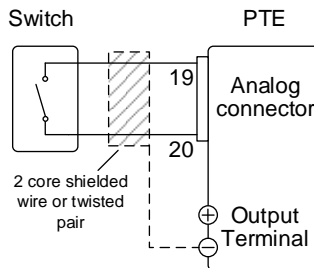 Switch
PTE
19
Analog
connector
20
2 core shielded
wire or twisted
pair
+
Output
Terminal
−